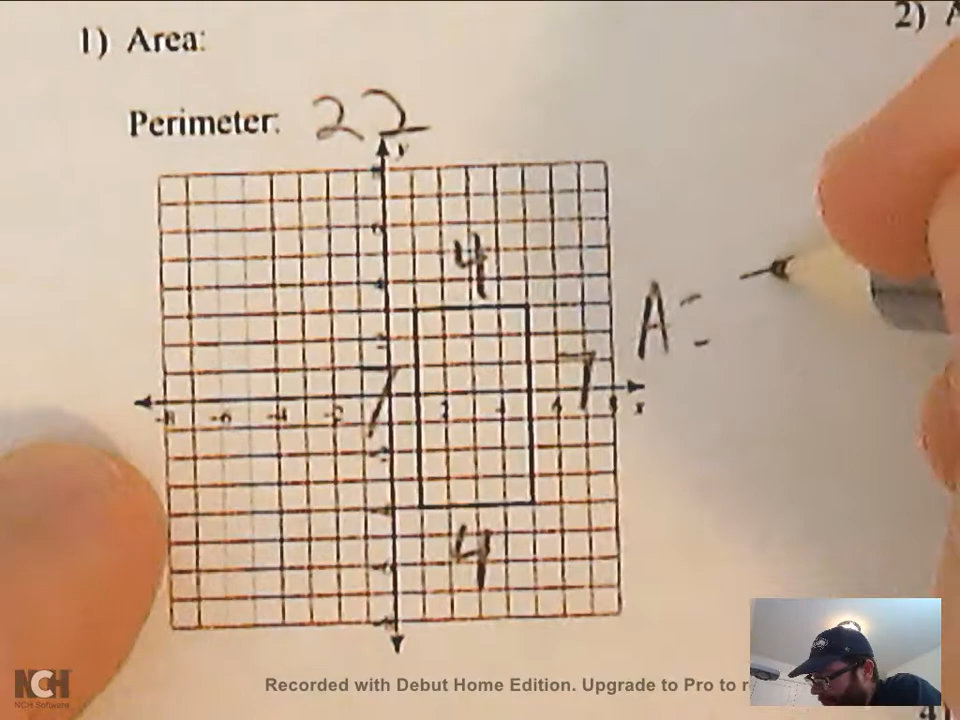 1) Area:
2) A
Perimeter: 22
y
4
A =
7 7
-8 -6 -4 -2 2 4 6 8 x
4
NCH
NCH Software
Recorded with Debut Home Edition. Upgrade to Pro to r